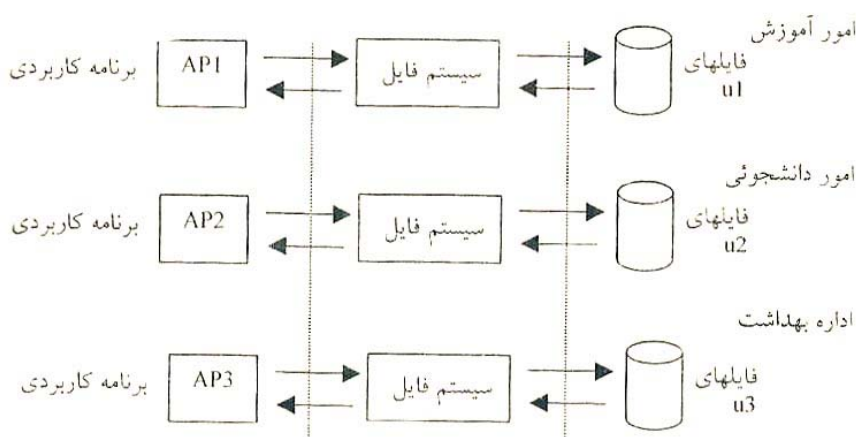 امور آموزش
فایلهای
u1
سیستم فایل
AP1
برنامه کاربردی
امور دانشجوئی
فایلهای
u2
سیستم فایل
AP2
برنامه کاربردی
اداره بهداشت
فایلهای
u3
سیستم فایل
AP3
برنامه کاربردی